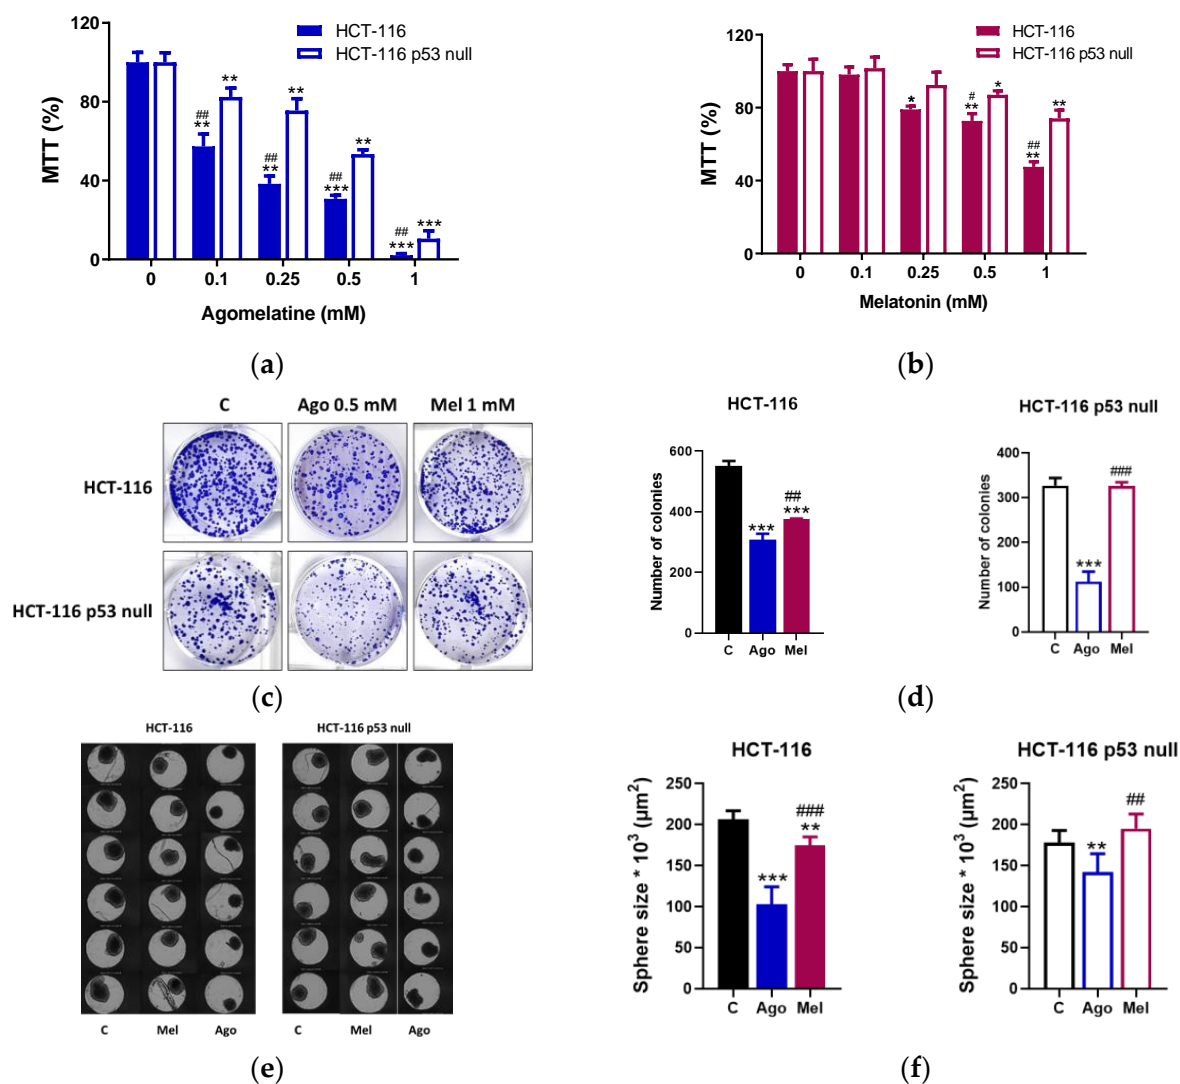 120
80
40
0
MTT (%)
HCT-116
HCT-116 p53 null
##
**
**
##
**
**
##
***
**
##
***
***
0 0.1 0.25 0.5 1
Agomelatine (mM)
(a)
120
80
40
0
MTT (%)
HCT-116
HCT-116 p53 null
*
#
**
*
##
**
**
0 0.1 0.25 0.5 1
Melatonin (mM)
(b)
C Ago 0.5 mM Mel 1 mM
HCT-116
HCT-116 p53 null
(c)
HCT-116
Number of colonies
600
400
200
0
***
##
***
C Ago Mel
HCT-116 p53 null
Number of colonies
400
300
200
100
0
***
###
C Ago Mel
(d)
HCT-116 HCT-116 p53 null
C Mel Ago C Mel Ago
(e)
HCT-116
Sphere size * 10³ (µm²)
250
200
150
100
50
0
***
###
**
C Ago Mel
HCT-116 p53 null
Sphere size * 10³ (µm²)
250
200
150
100
50
0
**
##
C Ago Mel
(f)